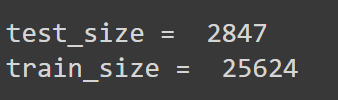 test_size =  2847
train_size =  25624